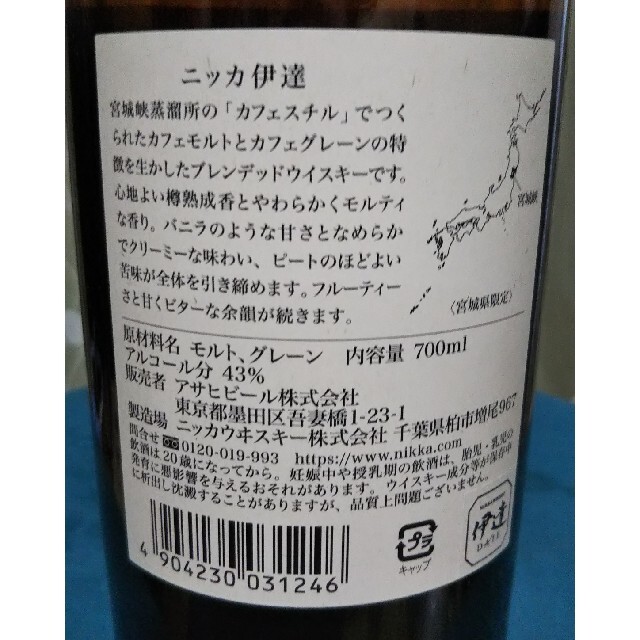 ニッカ伊達
宮城峡蒸溜所の「カフェスチル」でつく
られたカフェモルトとカフェグレーンの特
徴を生かしたブレンデッドウイスキーです。
心地よい樽熟成香とやわらかくモルティ
な香り。バニラのような甘さとなめらか
でクリーミーな味わい、ピートのほどよい
苦味が全体を引き締めます。フルーティー
さと甘くビターな余韻が続きます。
宮城峡
〈宮城県限定〉
原材料名 モルト、グレーン 内容量 700ml
アルコール分 43%
販売者 アサヒビール株式会社
東京都墨田区吾妻橋1-23-1
製造場 ニッカウヰスキー株式会社 千葉県柏市増尾967
問合せ 0120-019-993 https://www.nikka.com
飲酒は20歳になってから。妊娠中や授乳期の飲酒は、胎児・乳児の
発育に悪影響を与えるおそれがあります。ウイスキー成分等が保存中
に析出し沈澱することがありますが、品質上問題ございません。
4 904230 031246
プラ
キャップ
伊達
DATE